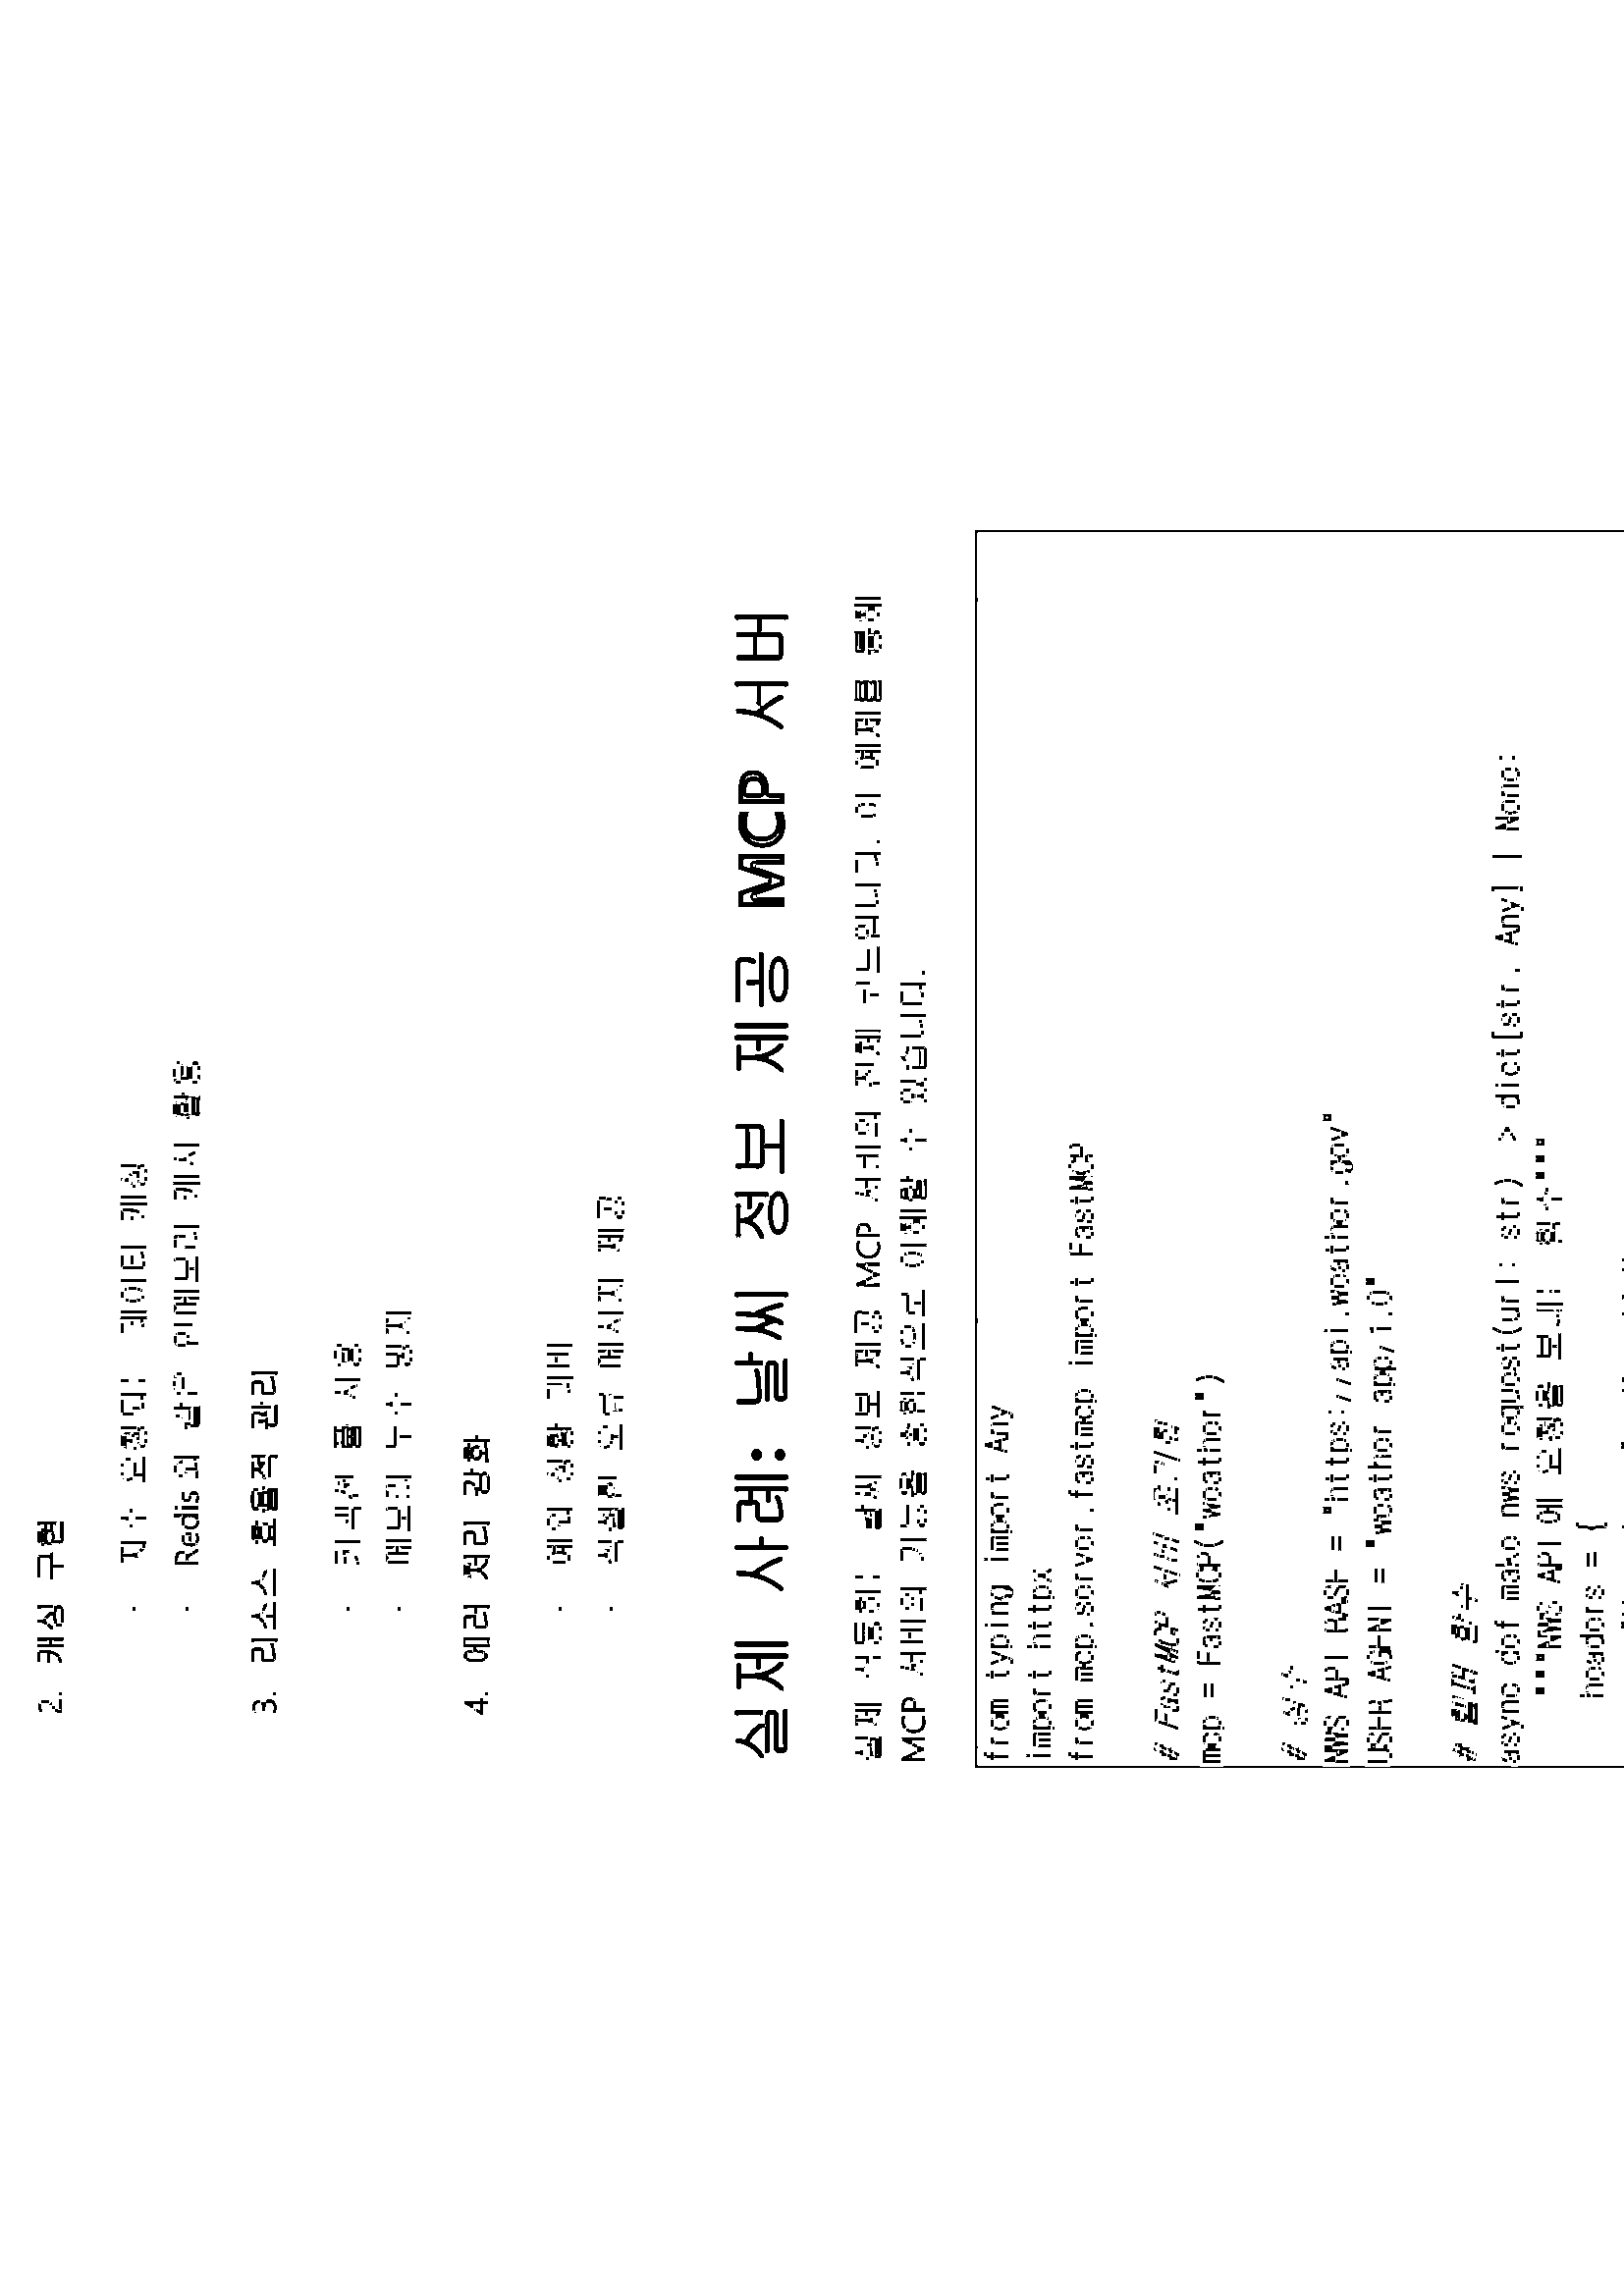 2. 캐싱 구현
· 자주 요청되는 데이터 캐싱
· Redis와 같은 인메모리 캐시 활용
3. 리소스 효율적 관리
· 커넥션 풀 사용
· 메모리 누수 방지
4. 에러 처리 강화
· 예외 상황 대비
· 적절한 오류 메시지 제공
실제 사례: 날씨 정보 제공 MCP 서버
실제 작동하는 날씨 정보 제공 MCP 서버의 전체 코드입니다. 이 예제를 통해
MCP 서버의 기능을 종합적으로 이해할 수 있습니다.
from typing import Any
import httpx
from mcp.server.fastmcp import FastMCP
# FastMCP 서버 초기화
mcp = FastMCP("weather")
# 상수
NWS_API_BASE = "https://api.weather.gov"
USER_AGENT = "weather-app/1.0"
# 헬퍼 함수
async def make_nws_request(url: str) -> dict[str, Any] | None:
"""NWS API에 요청을 보내는 함수"""
headers = {